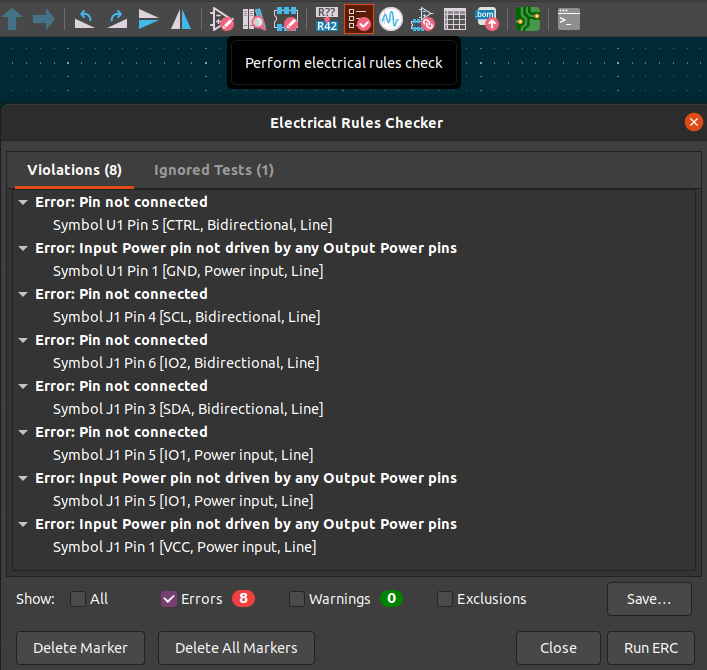 R??
R42
bom
>_
Perform electrical rules check
Electrical Rules Checker
Violations (8)
Ignored Tests (1)
Error: Pin not connected
Symbol U1 Pin 5 [CTRL, Bidirectional, Line]
Error: Input Power pin not driven by any Output Power pins
Symbol U1 Pin 1 [GND, Power input, Line]
Error: Pin not connected
Symbol J1 Pin 4 [SCL, Bidirectional, Line]
Error: Pin not connected
Symbol J1 Pin 6 [IO2, Bidirectional, Line]
Error: Pin not connected
Symbol J1 Pin 3 [SDA, Bidirectional, Line]
Error: Pin not connected
Symbol J1 Pin 5 [IO1, Power input, Line]
Error: Input Power pin not driven by any Output Power pins
Symbol J1 Pin 5 [IO1, Power input, Line]
Error: Input Power pin not driven by any Output Power pins
Symbol J1 Pin 1 [VCC, Power input, Line]
Show: All Errors 8 Warnings 0 Exclusions Save...
Delete Marker Delete All Markers Close Run ERC